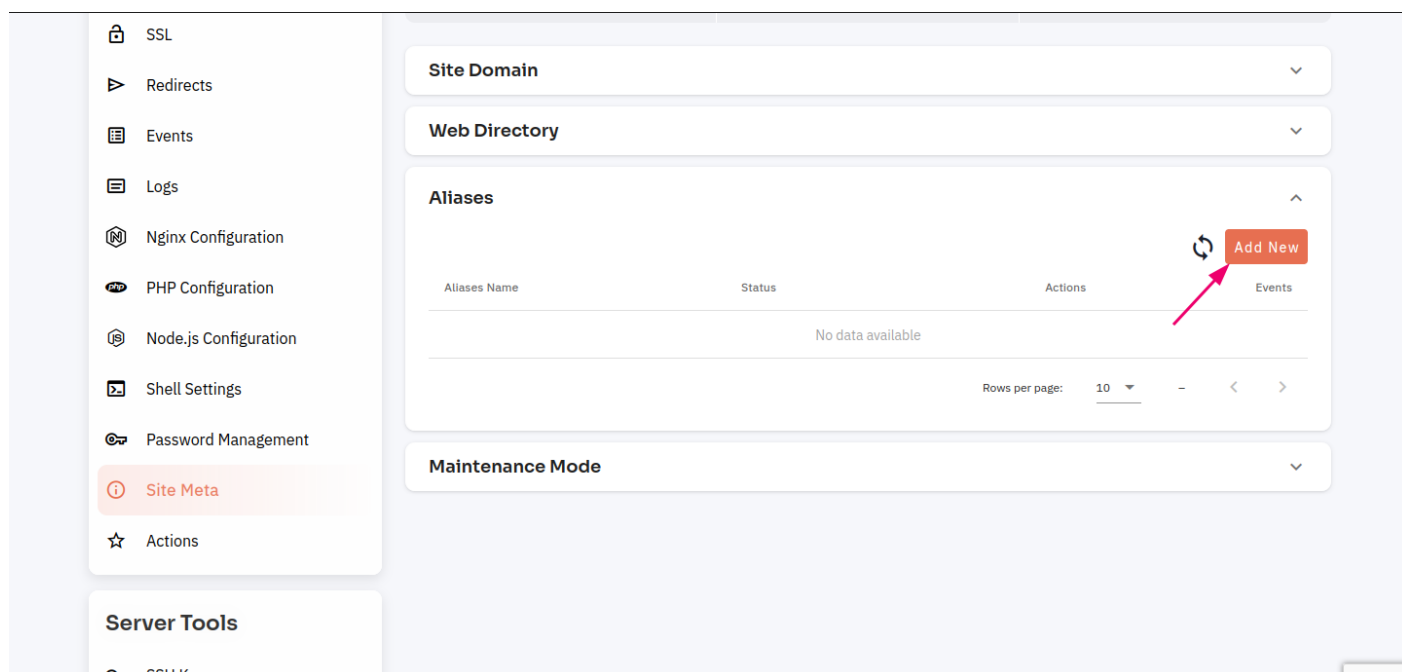 SSL
Redirects
Events
Logs
Nginx Configuration
php
PHP Configuration
JS
Node.js Configuration
Shell Settings
Password Management
Site Meta
Actions
Server Tools
Site Domain
Web Directory
Aliases
Add New
Aliases Name Status Actions Events
No data available
Rows per page: 10 –
Maintenance Mode